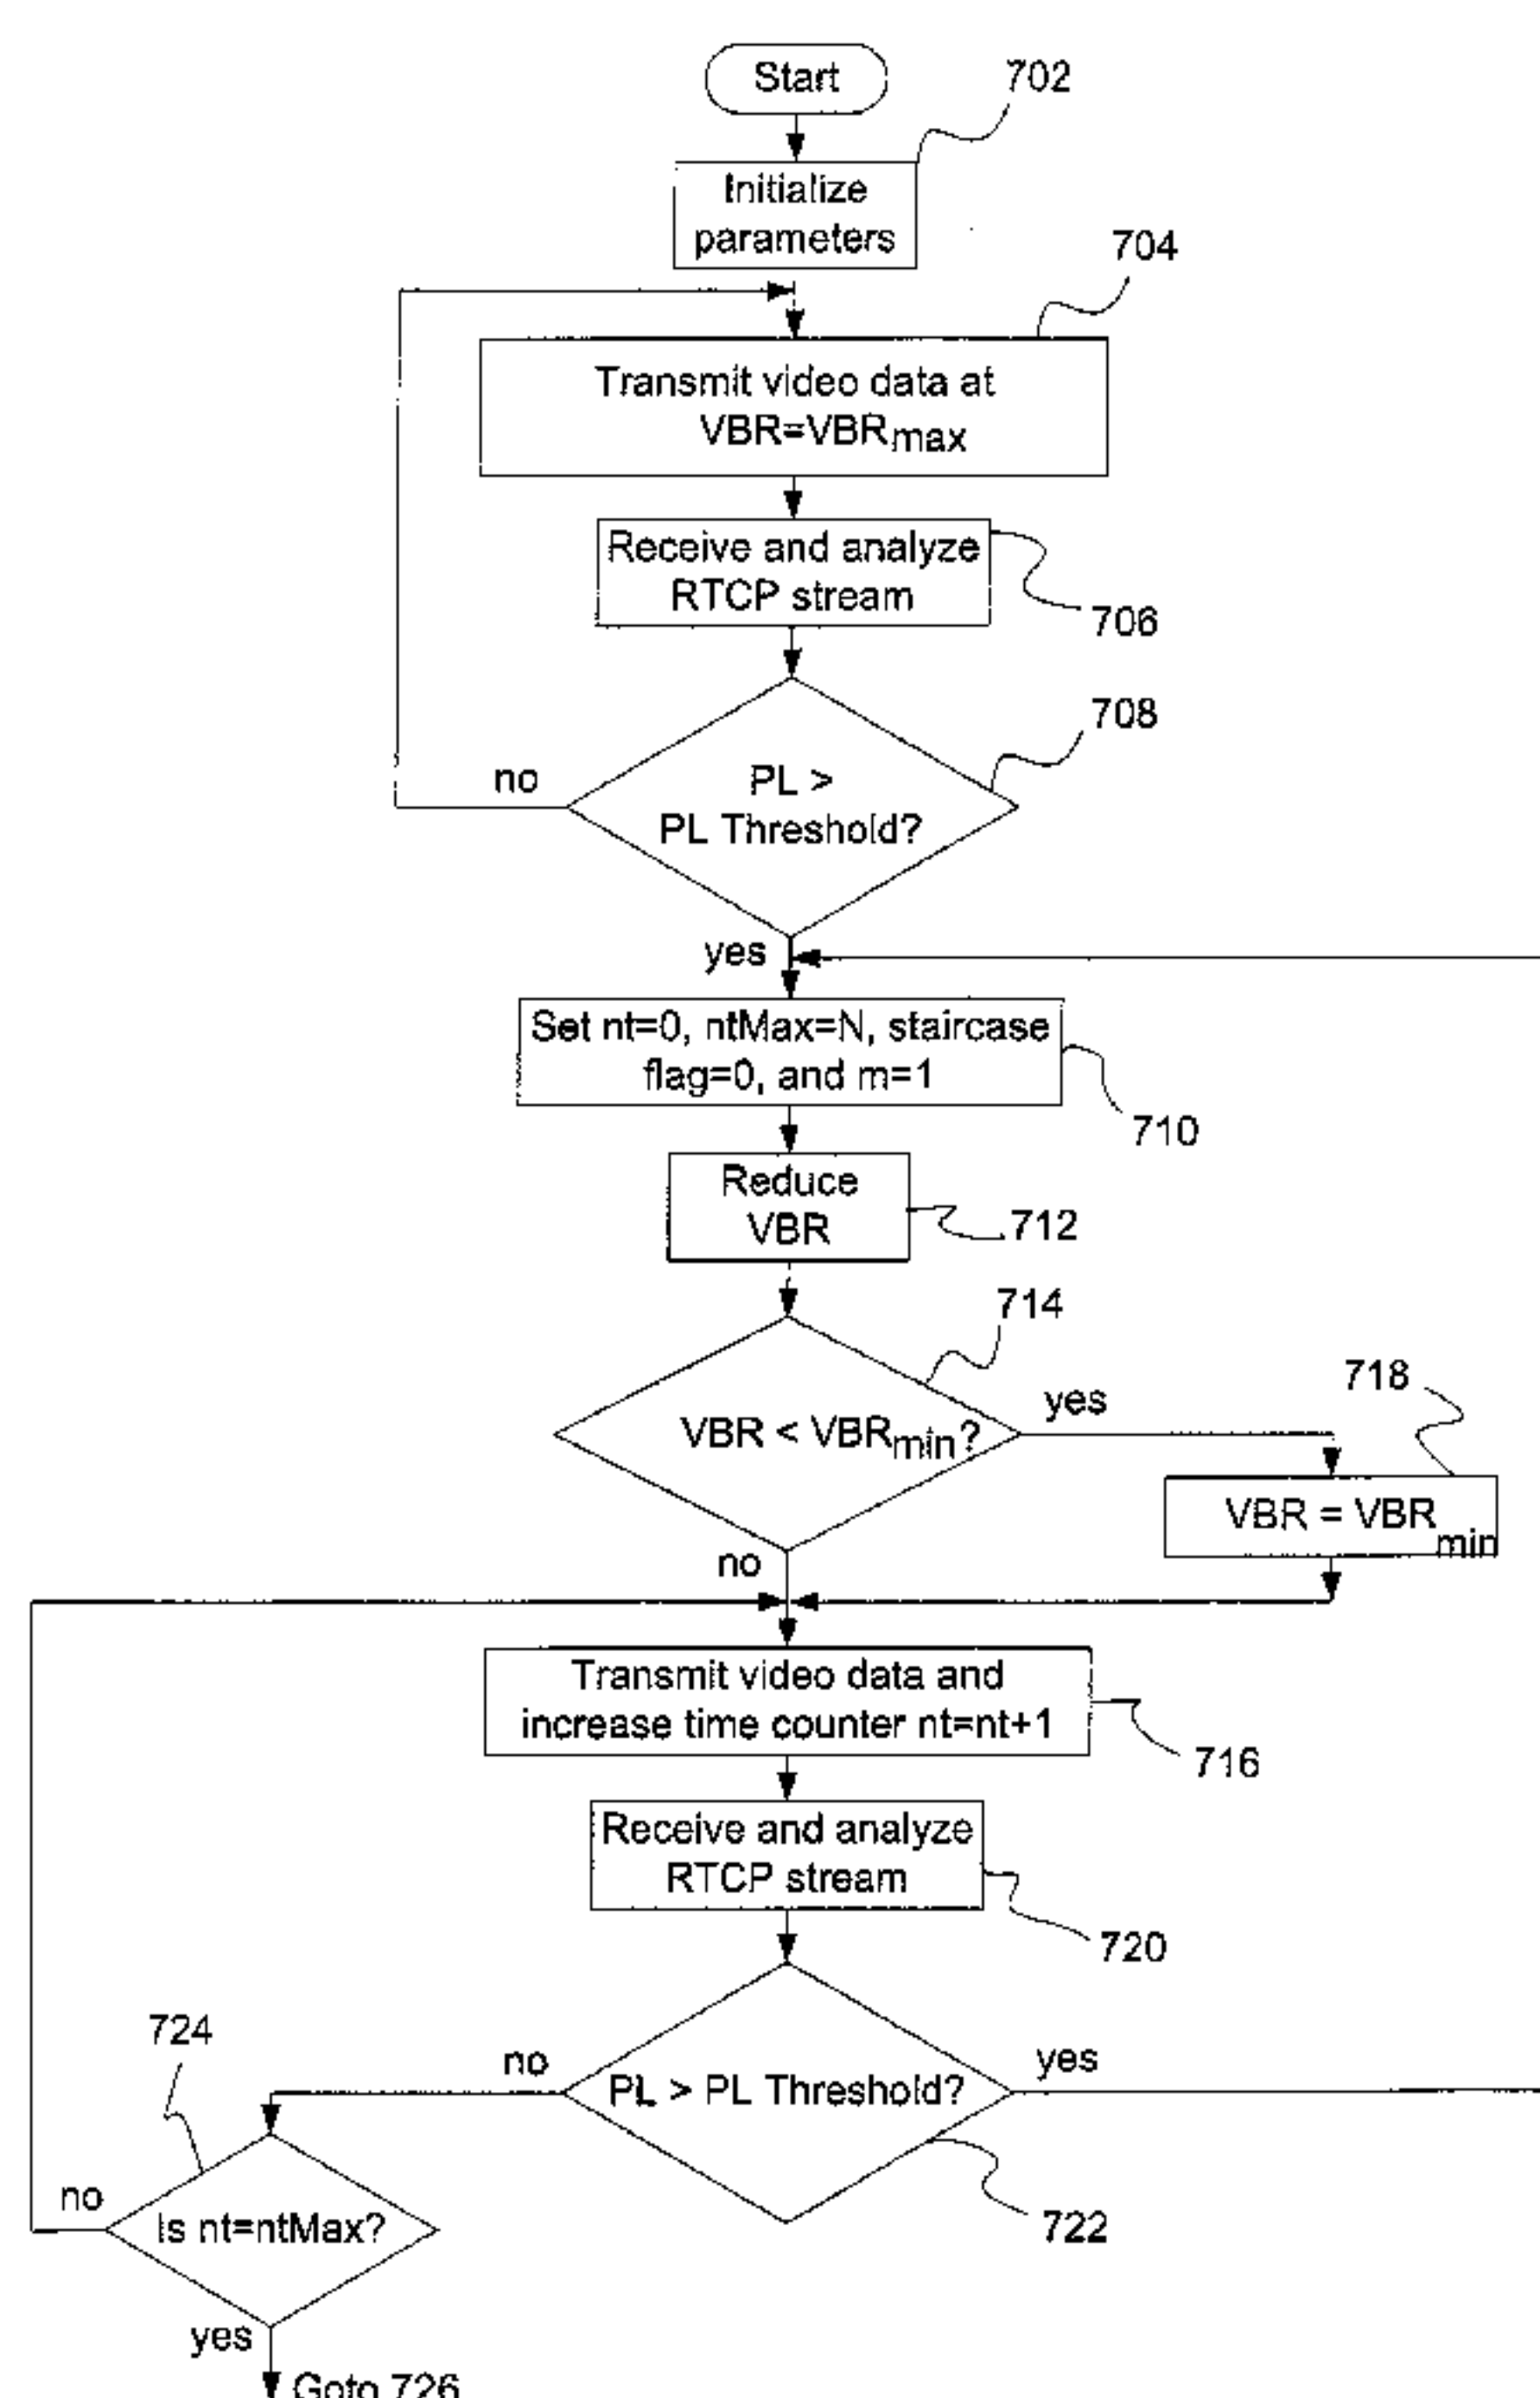 Start
702
Initialize
parameters
704
Transmit video data at
VBR=VBRmax
Receive and analyze
RTCP stream
706
708
no
PL >
PL Threshold?
yes
Set nt=0, ntMax=N, staircase
flag=0, and m=1
710
Reduce
VBR
712
714
yes
718
VBR < VBRmin?
VBR = VBRmin
no
Transmit video data and
increase time counter nt=nt+1
716
Receive and analyze
RTCP stream
720
724
no
yes
PL > PL Threshold?
no
Is nt=ntMax?
722
yes
Goto 726